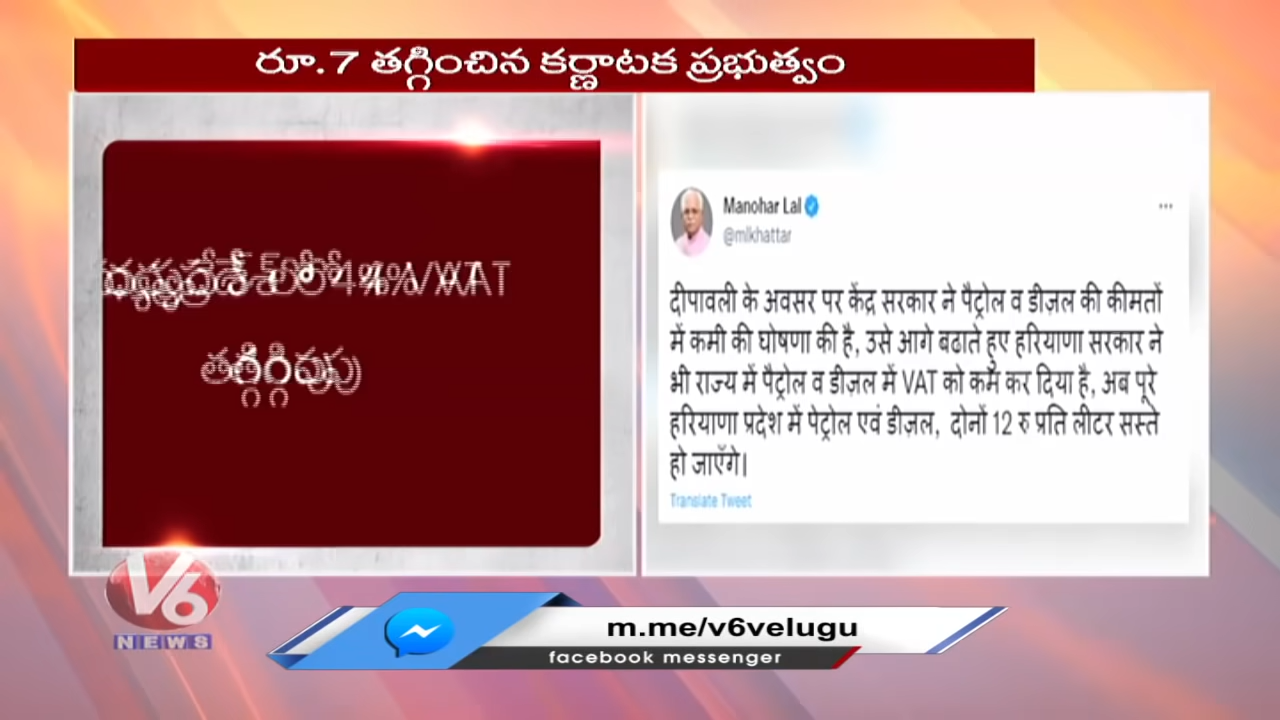 రూ.7 తగ్గించిన కర్ణాటక ప్రభుత్వం
4% VAT
తగ్గింపు
Manohar Lal
@mlkhattar
दीपावली के अवसर पर केंद्र सरकार ने पैट्रोल व डीज़ल की कीमतों
में कमी की घोषणा की है, उसे आगे बढाते हुए हरियाणा सरकार ने
भी राज्य में पैट्रोल व डीज़ल में VAT को कम कर दिया है, अब पूरे
हरियाणा प्रदेश में पेट्रोल एवं डीज़ल, दोनों 12 रु प्रति लीटर सस्ते
हो जाएँगे।
Translate Tweet
V6
NEWS
m.me/v6velugu
facebook messenger